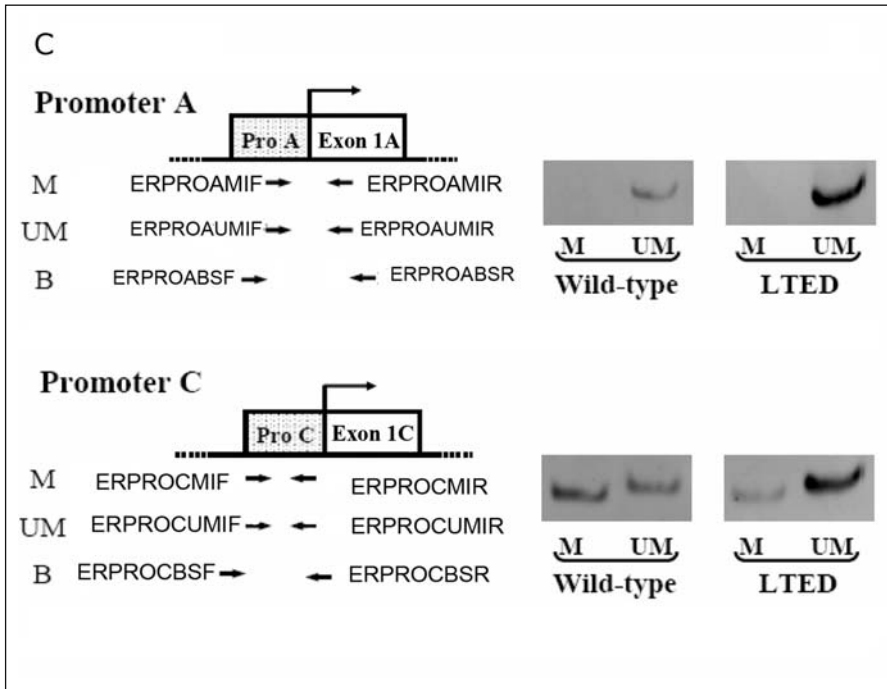 C
Promoter A
Pro A Exon 1A
M ERPROAMIF ERPROAMIR
UM ERPROAUMIF ERPROAUMIR
B ERPROABSF ERPROABSR
M UM M UM
Wild-type LTED
Promoter C
Pro C Exon 1C
M ERPROCMIF ERPROCMIR
UM ERPROCUMIF ERPROCUMIR
B ERPROCBSF ERPROCBSR
M UM M UM
Wild-type LTED